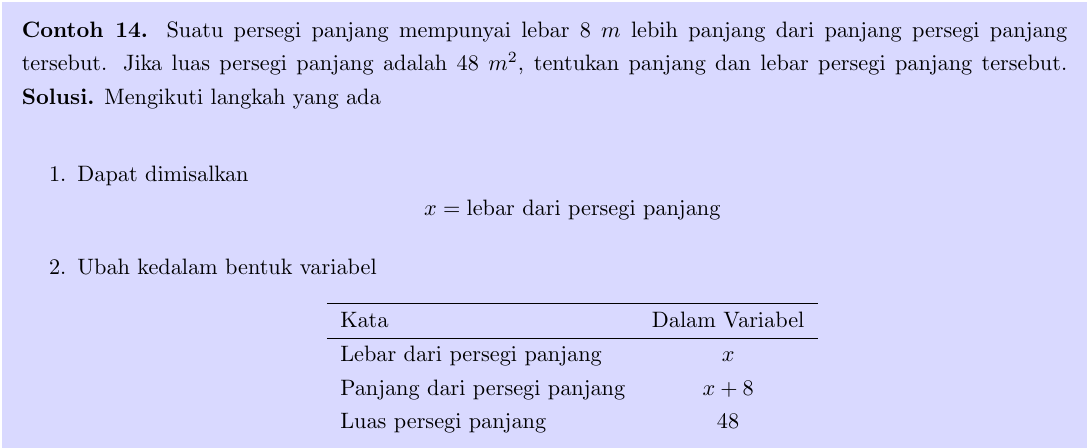 Contoh 14. Suatu persegi panjang mempunyai lebar 8 m lebih panjang dari panjang persegi panjang
tersebut. Jika luas persegi panjang adalah 48 m², tentukan panjang dan lebar persegi panjang tersebut.
Solusi. Mengikuti langkah yang ada
1. Dapat dimisalkan
x = lebar dari persegi panjang
2. Ubah kedalam bentuk variabel
Kata Dalam Variabel
Lebar dari persegi panjang x
Panjang dari persegi panjang x + 8
Luas persegi panjang 48